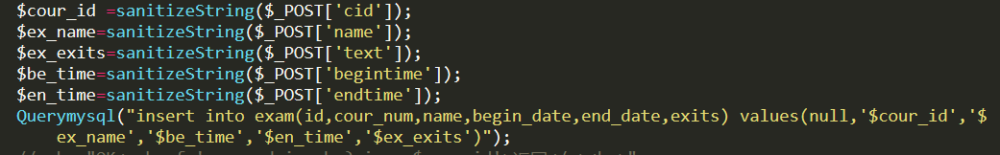 $cour_id =sanitizeString($_POST['cid']);
$ex_name=sanitizeString($_POST['name']);
$ex_exits=sanitizeString($_POST['text']);
$be_time=sanitizeString($_POST['begintime']);
$en_time=sanitizeString($_POST['endtime']);
Querymysql("insert into exam(id,cour_num,name,begin_date,end_date,exits) values(null,'$cour_id','$
ex_name','$be_time','$en_time','$ex_exits')");